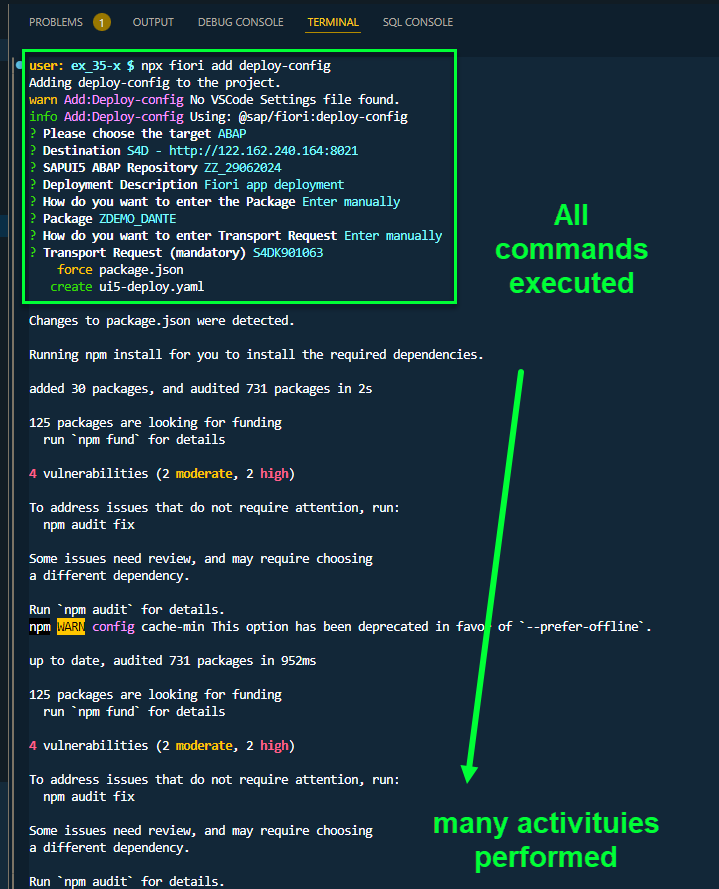 PROBLEMS 1 OUTPUT DEBUG CONSOLE TERMINAL SQL CONSOLE
user: ex_35-x $ npx fiori add deploy-config
Adding deploy-config to the project.
warn Add:Deploy-config No VSCode Settings file found.
info Add:Deploy-config Using: @sap/fiori:deploy-config
? Please choose the target ABAP
? Destination S4D - http://122.162.240.164:8021
? SAPUI5 ABAP Repository ZZ_29062024
? Deployment Description Fiori app deployment
? How do you want to enter the Package Enter manually
? Package ZDEMO_DANTE
? How do you want to enter Transport Request Enter manually
? Transport Request (mandatory) S4DK901063
force package.json
create ui5-deploy.yaml
All
commands
executed
Changes to package.json were detected.
Running npm install for you to install the required dependencies.
added 30 packages, and audited 731 packages in 2s
125 packages are looking for funding
run `npm fund` for details
4 vulnerabilities (2 moderate, 2 high)
To address issues that do not require attention, run:
npm audit fix
Some issues need review, and may require choosing
a different dependency.
Run `npm audit` for details.
npm WARN config cache-min This option has been deprecated in favor of `--prefer-offline`.
up to date, audited 731 packages in 952ms
125 packages are looking for funding
run `npm fund` for details
4 vulnerabilities (2 moderate, 2 high)
To address issues that do not require attention, run:
npm audit fix
Some issues need review, and may require choosing
a different dependency.
Run `npm audit` for details.
many activituies
performed